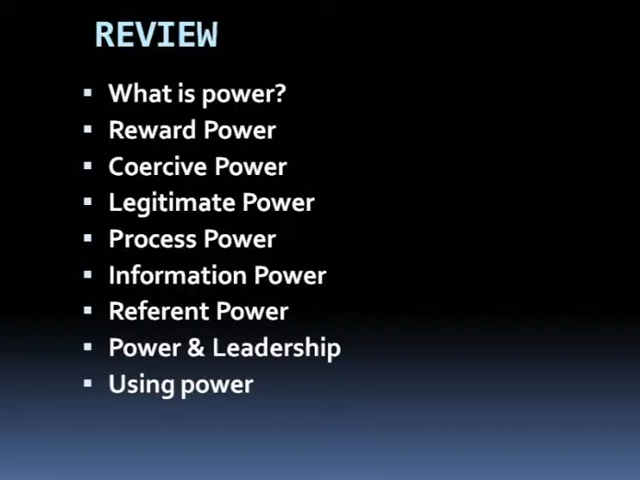 REVIEW
What is power?
Reward Power
Coercive Power
Legitimate Power
Process Power
Information Power
Referent Power
Power & Leadership
Using power